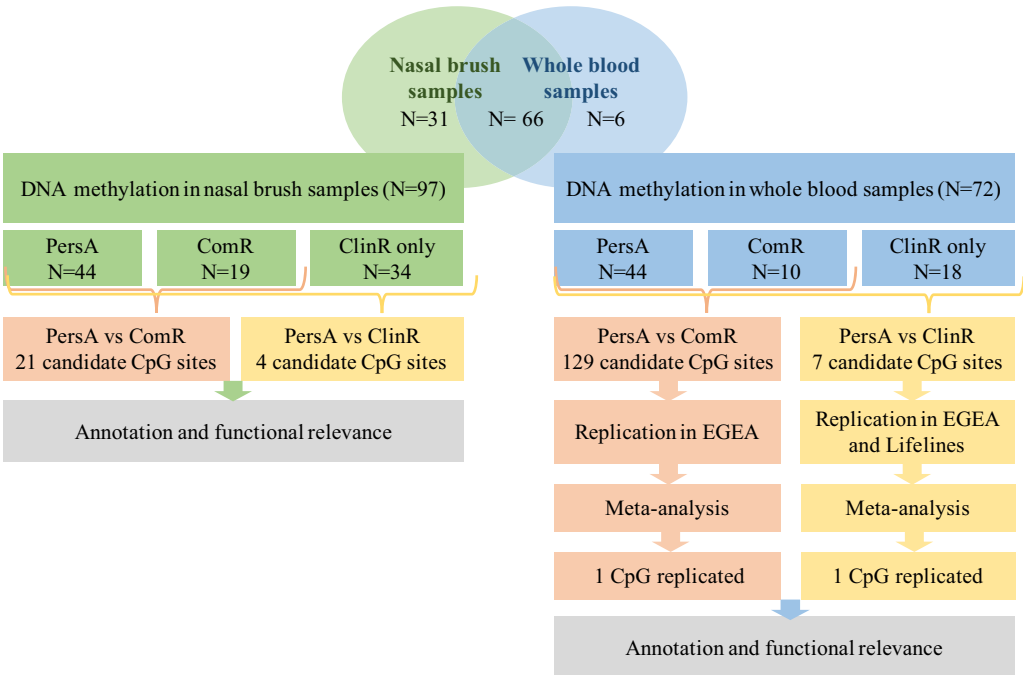 Nasal brush samples
Whole blood samples
N=31
N= 66
N=6
DNA methylation in nasal brush samples (N=97)
PersA
N=44
ComR
N=19
ClinR only
N=34
PersA vs ComR
21 candidate CpG sites
PersA vs ClinR
4 candidate CpG sites
Annotation and functional relevance
DNA methylation in whole blood samples (N=72)
PersA
N=44
ComR
N=10
ClinR only
N=18
PersA vs ComR
129 candidate CpG sites
PersA vs ClinR
7 candidate CpG sites
Replication in EGEA
Replication in EGEA
and Lifelines
Meta-analysis
Meta-analysis
1 CpG replicated
1 CpG replicated
Annotation and functional relevance